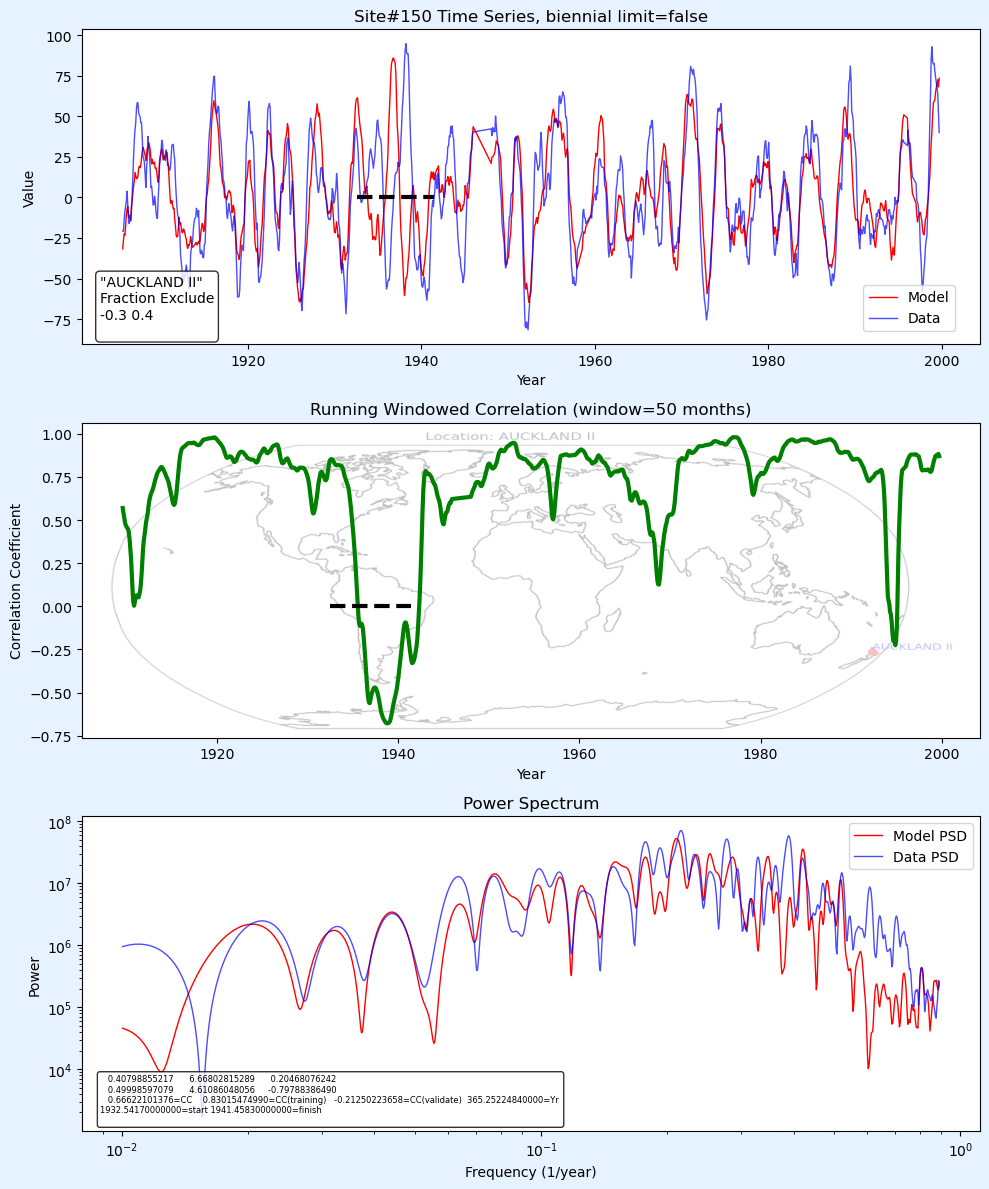 Site#150 Time Series, biennial limit=false
100
75
50
25
0
−25
−50
−75
Value
"AUCKLAND II"
Fraction Exclude
-0.3 0.4
Model
Data
1920
1940
1960
1980
2000
Year
Running Windowed Correlation (window=50 months)
Location: AUCKLAND II
1.00
0.75
0.50
0.25
0.00
−0.25
−0.50
−0.75
Correlation Coefficient
AUCKLAND II
1920
1940
1960
1980
2000
Year
Power Spectrum
10^8
10^7
10^6
10^5
10^4
Power
Model PSD
Data PSD
0.40798855217 6.66802815289 0.20468076242
0.49998597079 4.61086048056 -0.79788386490
0.66622101376=CC 0.83015474990=CC(training) -0.21250223658=CC(validate) 365.25224840000=Yr
1932.54170000000=start 1941.45830000000=finish
10^−2
10^−1
10^0
Frequency (1/year)